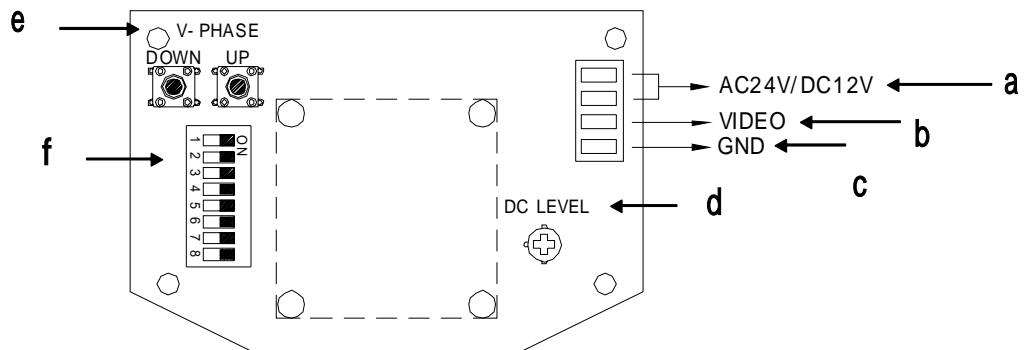 e
V- PHASE
DOWN UP
AC24V/DC12V
a
VIDEO
b
GND
c
f
ON
1
2
3
4
5
6
7
8
DC LEVEL
d